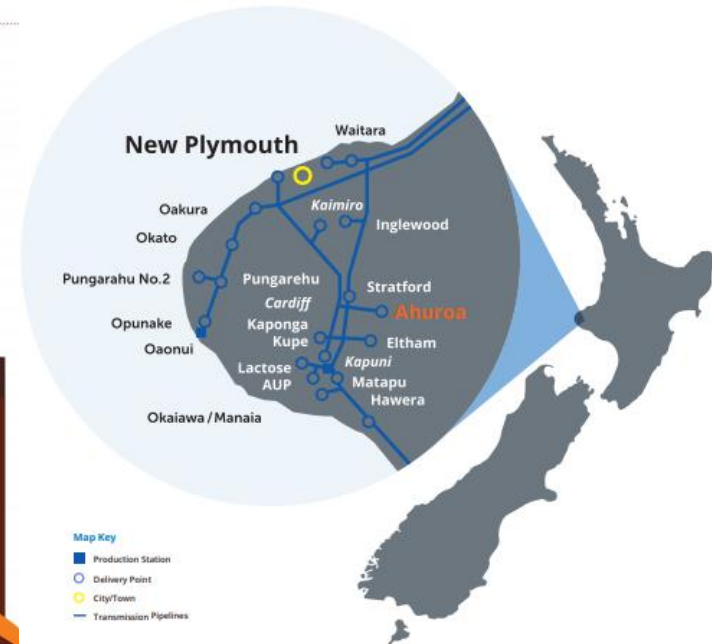 Waitara
New Plymouth
Kaimiro
Oakura
Inglewood
Okato
Pungarahu No.2
Pungarehu
Stratford
Cardiff
Ahuroa
Opunake
Kaponga
Kupe
Eltham
Oaonui
Kapuni
Lactose
AUP
Matapu
Hawera
Okaiawa / Manaia
Map Key
Production Station
Delivery Point
City/Town
Transmission Pipelines